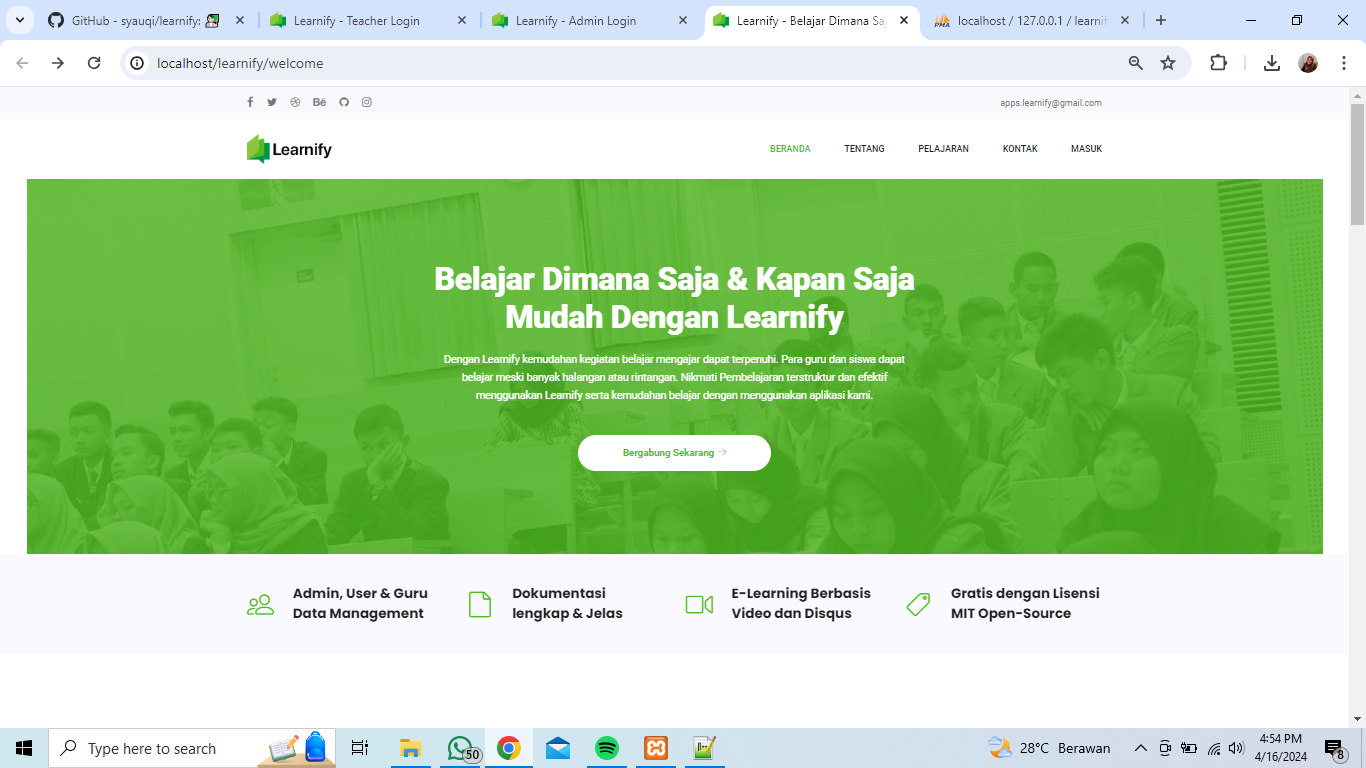 GitHub - syauqi/learnify:
Learnify - Teacher Login
Learnify - Admin Login
Learnify - Belajar Dimana Sa
localhost / 127.0.0.1 / learnif
localhost/learnify/welcome
apps.learnify@gmail.com
Learnify
BERANDA
TENTANG
PELAJARAN
KONTAK
MASUK
Belajar Dimana Saja & Kapan Saja
Mudah Dengan Learnify
Dengan Learnify kemudahan kegiatan belajar mengajar dapat terpenuhi. Para guru dan siswa dapat
belajar meski banyak halangan atau rintangan. Nikmati Pembelajaran terstruktur dan efektif
menggunakan Learnify serta kemudahan belajar dengan menggunakan aplikasi kami.
Bergabung Sekarang
Admin, User & Guru
Data Management
Dokumentasi
lengkap & Jelas
E-Learning Berbasis
Video dan Disqus
Gratis dengan Lisensi
MIT Open-Source
Type here to search
50
28°C Berawan
4:54 PM
4/16/2024
8